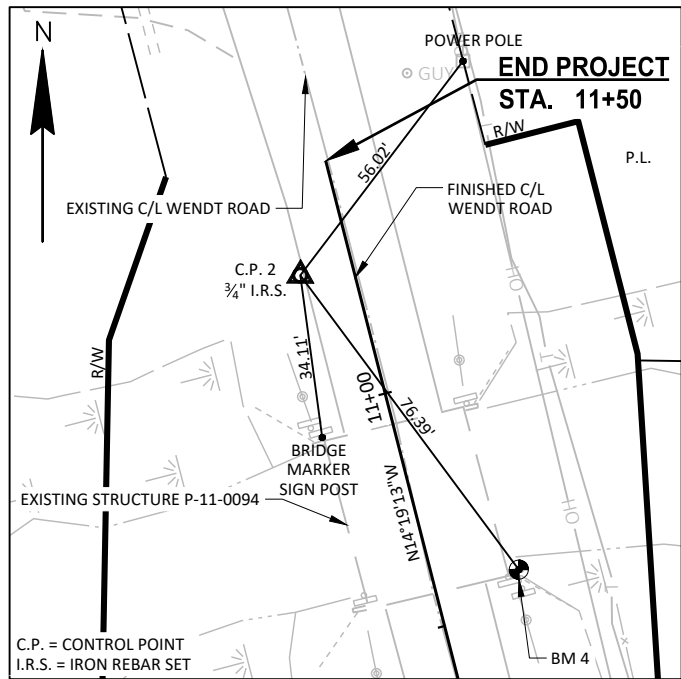 N
POWER POLE
GUY
END PROJECT
STA. 11+50
R/W
P.L.
56.02'
EXISTING C/L WENDT ROAD
FINISHED C/L
WENDT ROAD
C.P. 2
¾" I.R.S.
OH
R/W
34.11'
11+00
76.39'
BRIDGE
MARKER
SIGN POST
EXISTING STRUCTURE P-11-0094
N14°19'13"W
OH
BM 4
C.P. = CONTROL POINT
I.R.S. = IRON REBAR SET